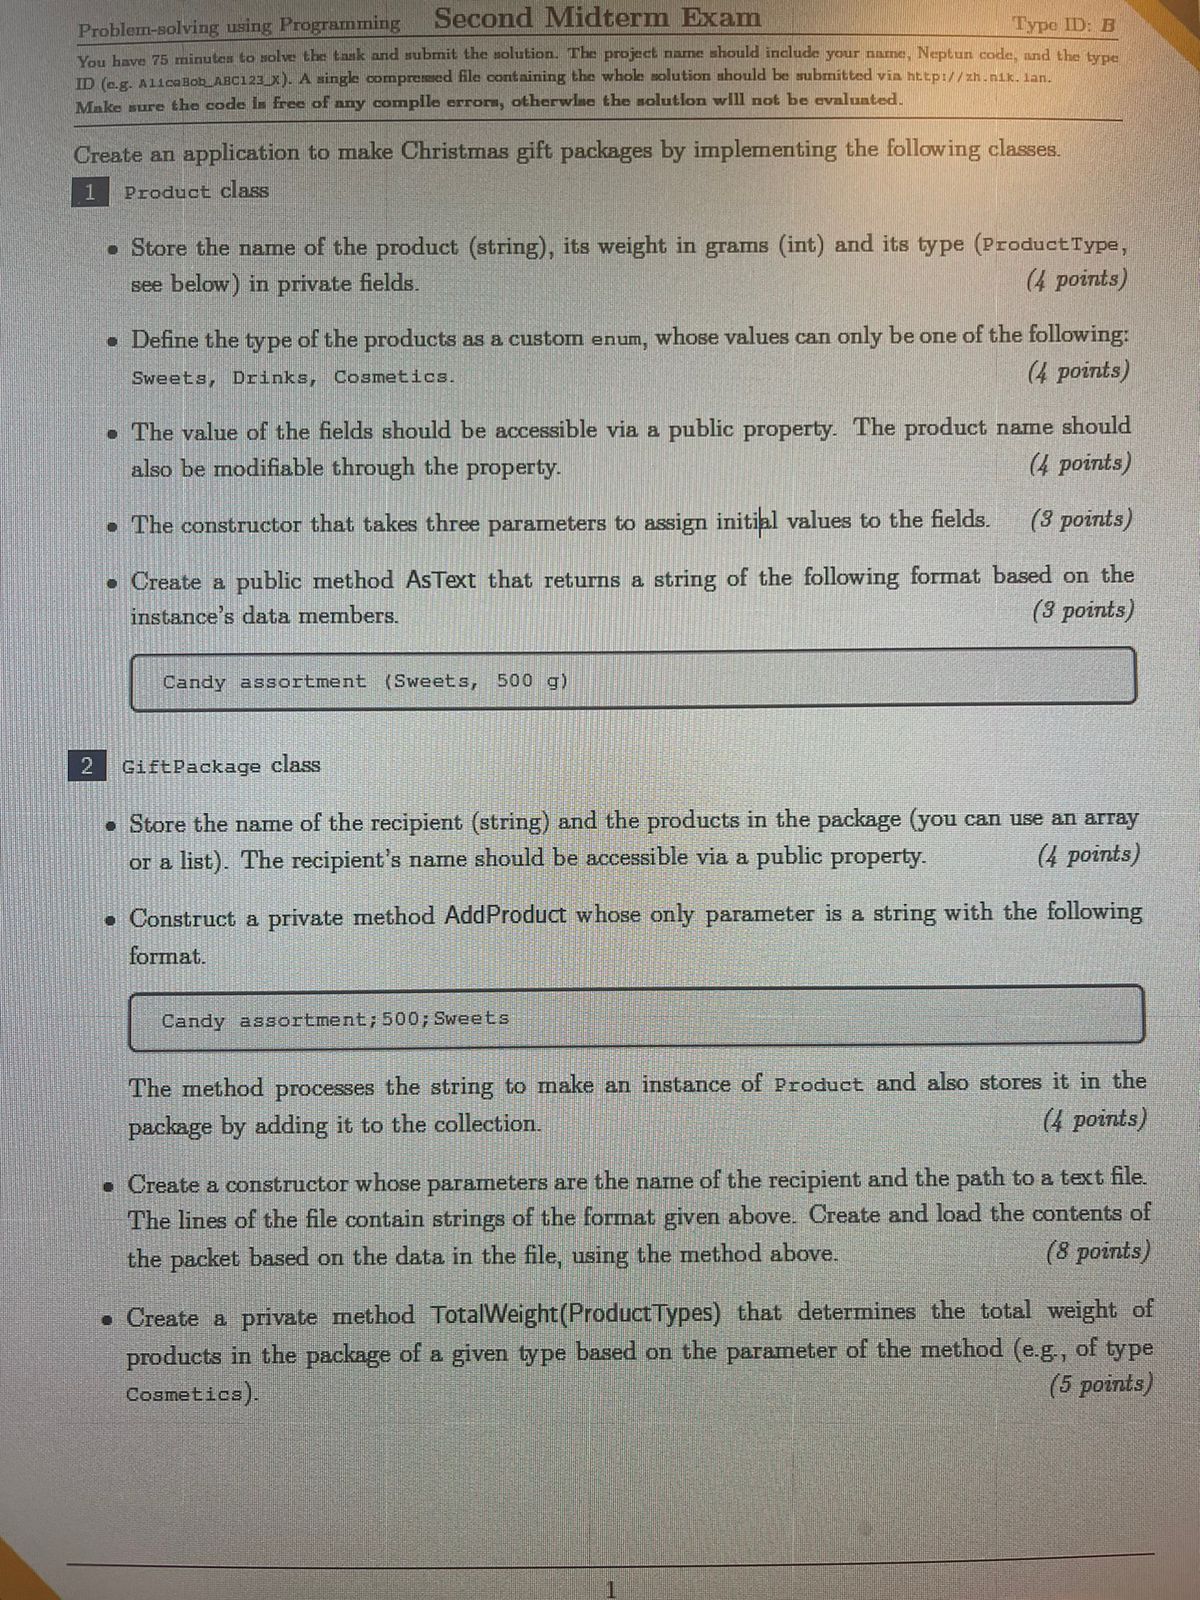 Problem-solving using Programming Second Midterm Exam Type ID: B
You have 75 minutes to solve the task and submit the solution. The project name should include your name, Neptun code, and the type
ID (e.g. AliceBob_ABC123_X). A single compressed file containing the whole solution should be submitted via http://zh.nik.lan.
Make sure the code is free of any compile errors, otherwise the solution will not be evaluated.
Create an application to make Christmas gift packages by implementing the following classes.
1 Product class
• Store the name of the product (string), its weight in grams (int) and its type (ProductType,
see below) in private fields. (4 points)
• Define the type of the products as a custom enum, whose values can only be one of the following:
Sweets, Drinks, Cosmetics. (4 points)
• The value of the fields should be accessible via a public property. The product name should
also be modifiable through the property. (4 points)
• The constructor that takes three parameters to assign initial values to the fields. (3 points)
• Create a public method AsText that returns a string of the following format based on the
instance's data members. (3 points)
Candy assortment (Sweets, 500 g)
2 GiftPackage class
• Store the name of the recipient (string) and the products in the package (you can use an array
or a list). The recipient's name should be accessible via a public property. (4 points)
• Construct a private method AddProduct whose only parameter is a string with the following
format.
Candy assortment;500;Sweets
The method processes the string to make an instance of Product and also stores it in the
package by adding it to the collection. (4 points)
• Create a constructor whose parameters are the name of the recipient and the path to a text file.
The lines of the file contain strings of the format given above. Create and load the contents of
the packet based on the data in the file, using the method above. (8 points)
• Create a private method TotalWeight(ProductTypes) that determines the total weight of
products in the package of a given type based on the parameter of the method (e.g., of type
Cosmetics). (5 points)
1